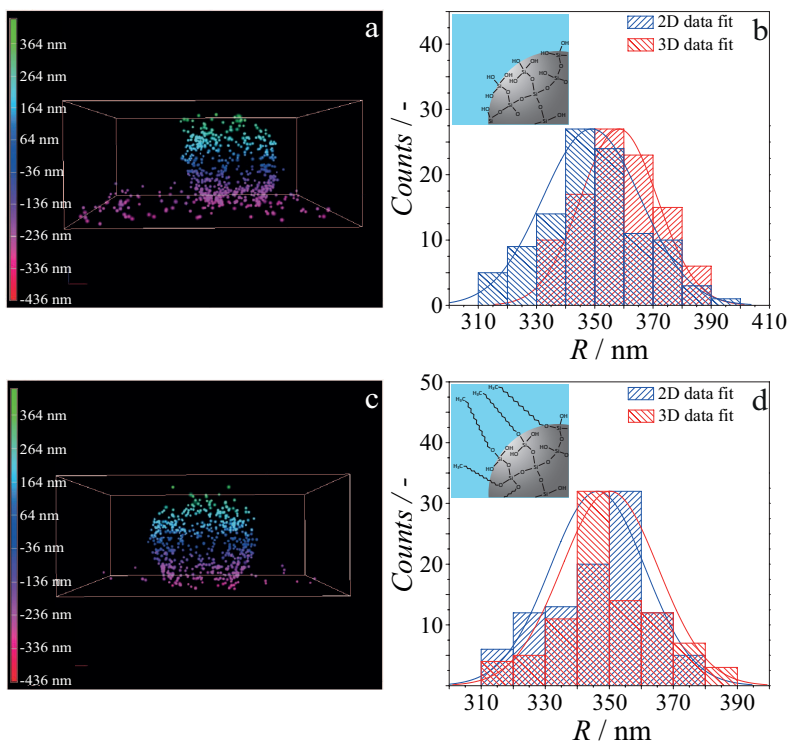 a
364 nm
264 nm
164 nm
64 nm
-36 nm
-136 nm
-236 nm
-336 nm
-436 nm
b
2D data fit
3D data fit
Counts / -
40
30
20
10
0
310 330 350 370 390 410
R / nm
c
364 nm
264 nm
164 nm
64 nm
-36 nm
-136 nm
-236 nm
-336 nm
-436 nm
d
2D data fit
3D data fit
Counts / -
50
40
30
20
10
310 330 350 370 390
R / nm